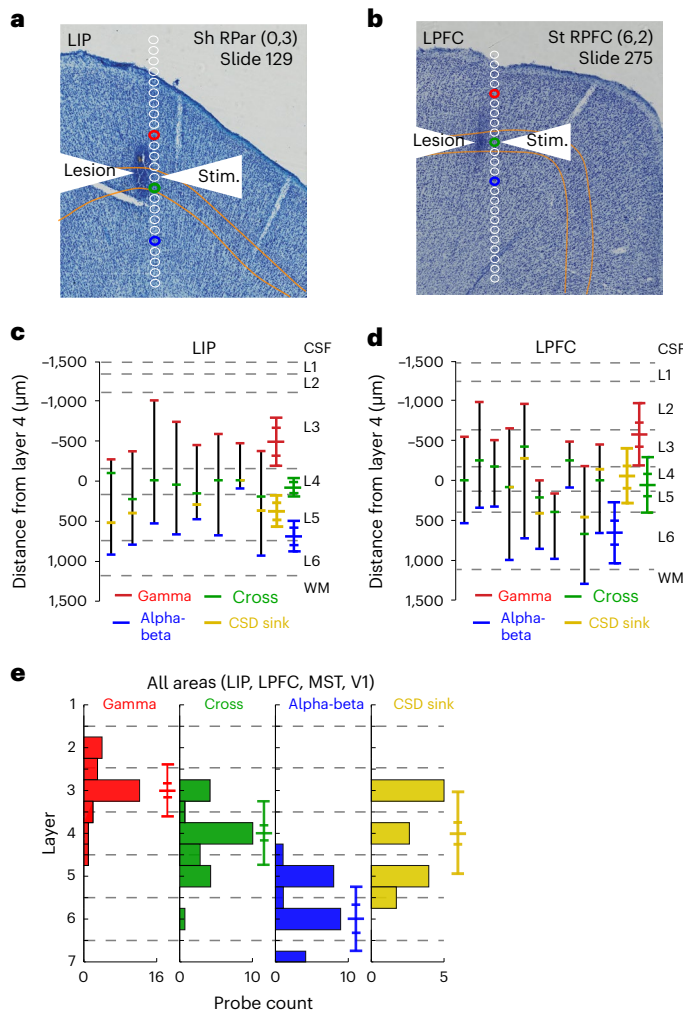 a
LIP
Sh RPar (0,3)
Slide 129
Lesion
Stim.
b
LPFC
St RPFC (6,2)
Slide 275
Lesion
Stim.
c
LIP
Distance from layer 4 (µm)
–1,500
–1,000
–500
0
500
1,000
1,500
CSF
L1
L2
L3
L4
L5
L6
WM
Gamma
Cross
Alpha-
beta
CSD sink
d
LPFC
Distance from layer 4 (µm)
–1,500
–1,000
–500
0
500
1,000
1,500
CSF
L1
L2
L3
L4
L5
L6
WM
Gamma
Cross
Alpha-
beta
CSD sink
e
All areas (LIP, LPFC, MST, V1)
Gamma Cross Alpha-beta CSD sink
Layer
1
2
3
4
5
6
7
0 16 0 10 0 10 0 5
Probe count